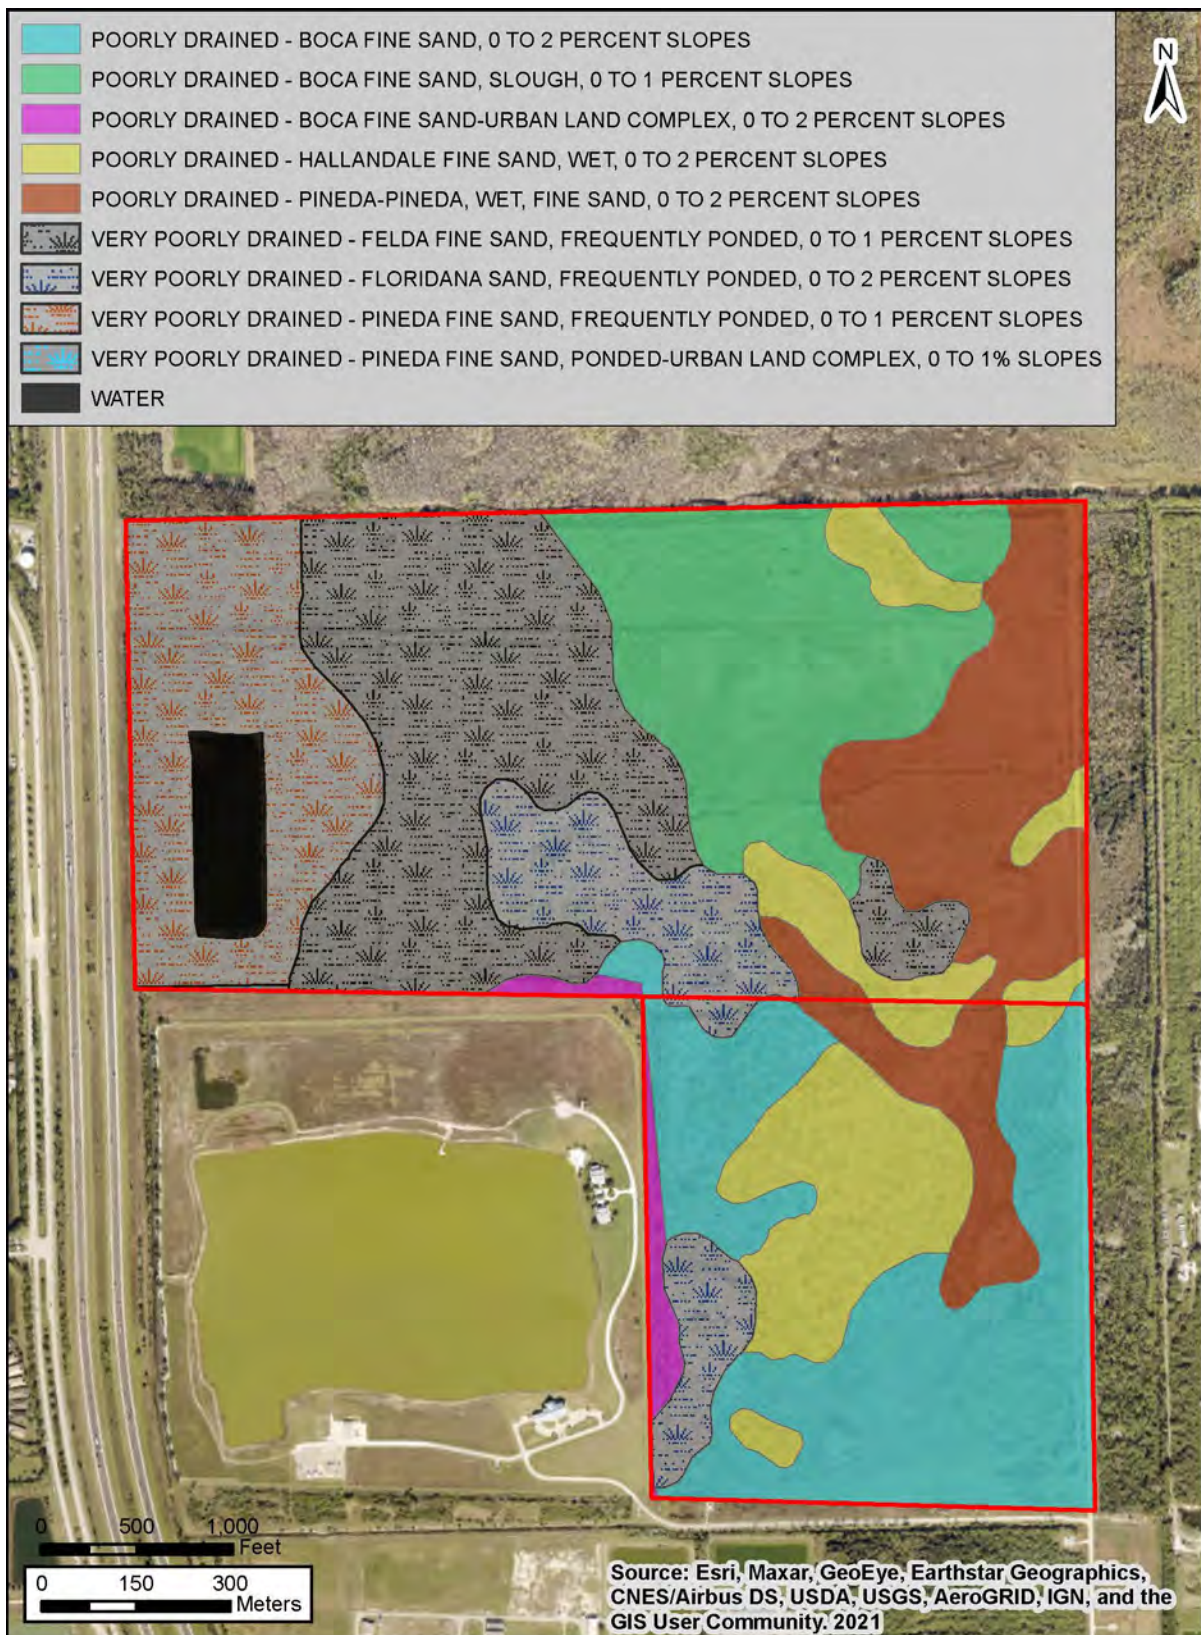 POORLY DRAINED - BOCA FINE SAND, 0 TO 2 PERCENT SLOPES
POORLY DRAINED - BOCA FINE SAND, SLOUGH, 0 TO 1 PERCENT SLOPES
POORLY DRAINED - BOCA FINE SAND-URBAN LAND COMPLEX, 0 TO 2 PERCENT SLOPES
POORLY DRAINED - HALLANDALE FINE SAND, WET, 0 TO 2 PERCENT SLOPES
POORLY DRAINED - PINEDA-PINEDA, WET, FINE SAND, 0 TO 2 PERCENT SLOPES
VERY POORLY DRAINED - FELDA FINE SAND, FREQUENTLY PONDED, 0 TO 1 PERCENT SLOPES
VERY POORLY DRAINED - FLORIDANA SAND, FREQUENTLY PONDED, 0 TO 2 PERCENT SLOPES
VERY POORLY DRAINED - PINEDA FINE SAND, FREQUENTLY PONDED, 0 TO 1 PERCENT SLOPES
VERY POORLY DRAINED - PINEDA FINE SAND, PONDED-URBAN LAND COMPLEX, 0 TO 1% SLOPES
WATER
N
0 500 1,000
Feet
0 150 300
Meters
Source: Esri, Maxar, GeoEye, Earthstar Geographics,
CNES/Airbus DS, USDA, USGS, AeroGRID, IGN, and the
GIS User Community. 2021